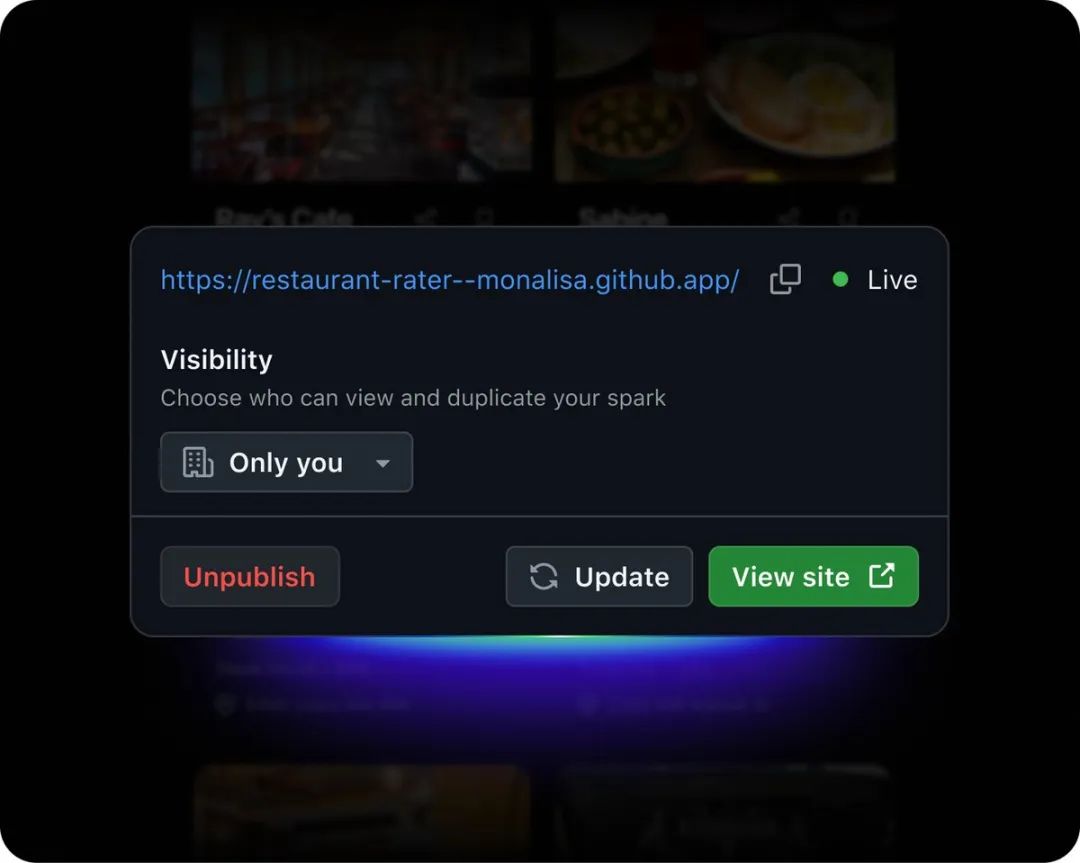 Ray's Cafe
Sabine
https://restaurant-rater--monalisa.github.app/
Live
Visibility
Choose who can view and duplicate your spark
Only you
Unpublish
Update
View site